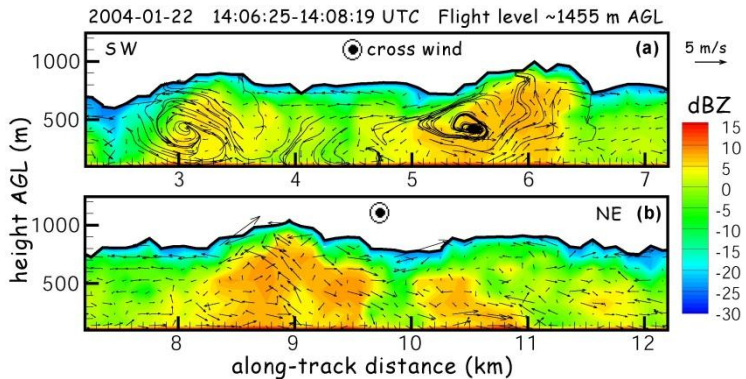 2004-01-22 14:06:25-14:08:19 UTC Flight level ~1455 m AGL
SW cross wind (a)
5 m/s
1000
500
3 4 5 6 7
height AGL (m)
dBZ
15
10
5
0
-5
-10
-15
-20
-25
-30
NE (b)
1000
500
8 9 10 11 12
along-track distance (km)